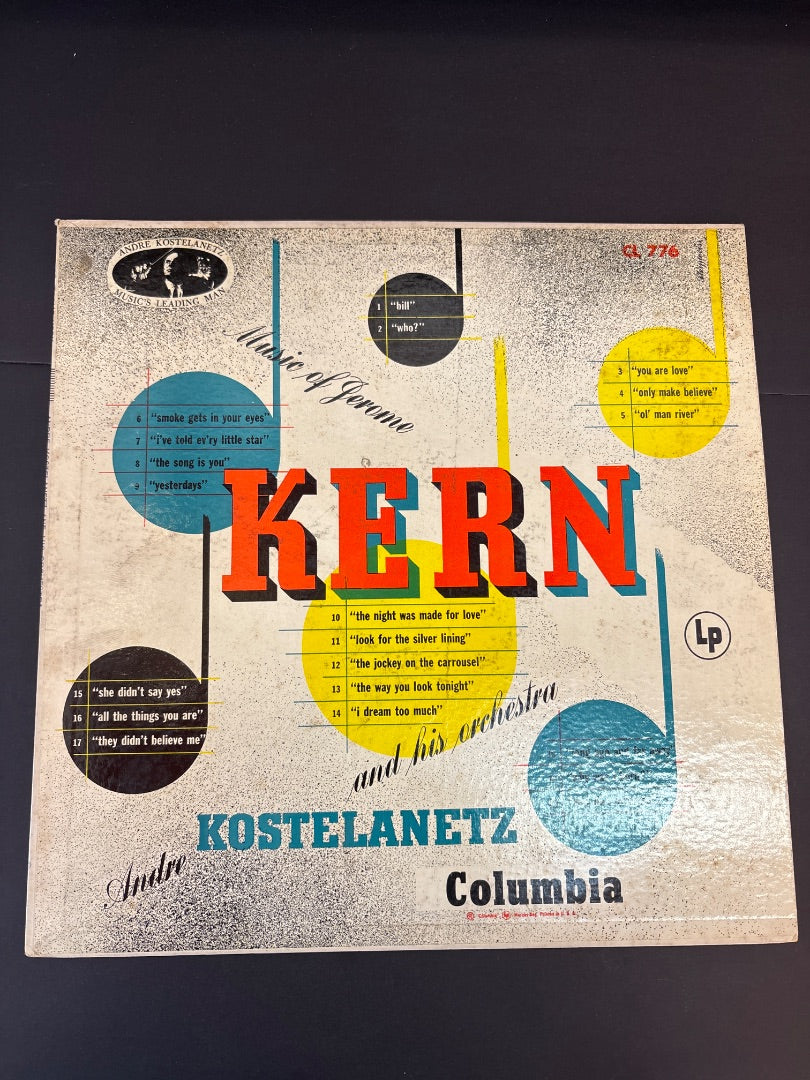 ANDRE KOSTELANETZ
MUSIC'S LEADING MAN
CL 776
1 "bill"
2 "who?"
Music of Jerome
KERN
3 "you are love"
4 "only make believe"
5 "ol' man river"
6 "smoke gets in your eyes"
7 "i've told ev'ry little star"
8 "the song is you"
9 "yesterdays"
10 "the night was made for love"
11 "look for the silver lining"
12 "the jockey on the carrousel"
13 "the way you look tonight"
14 "i dream too much"
Lp
15 "she didn't say yes"
16 "all the things you are"
17 "they didn't believe me"
Andre
KOSTELANETZ
and his orchestra
Columbia